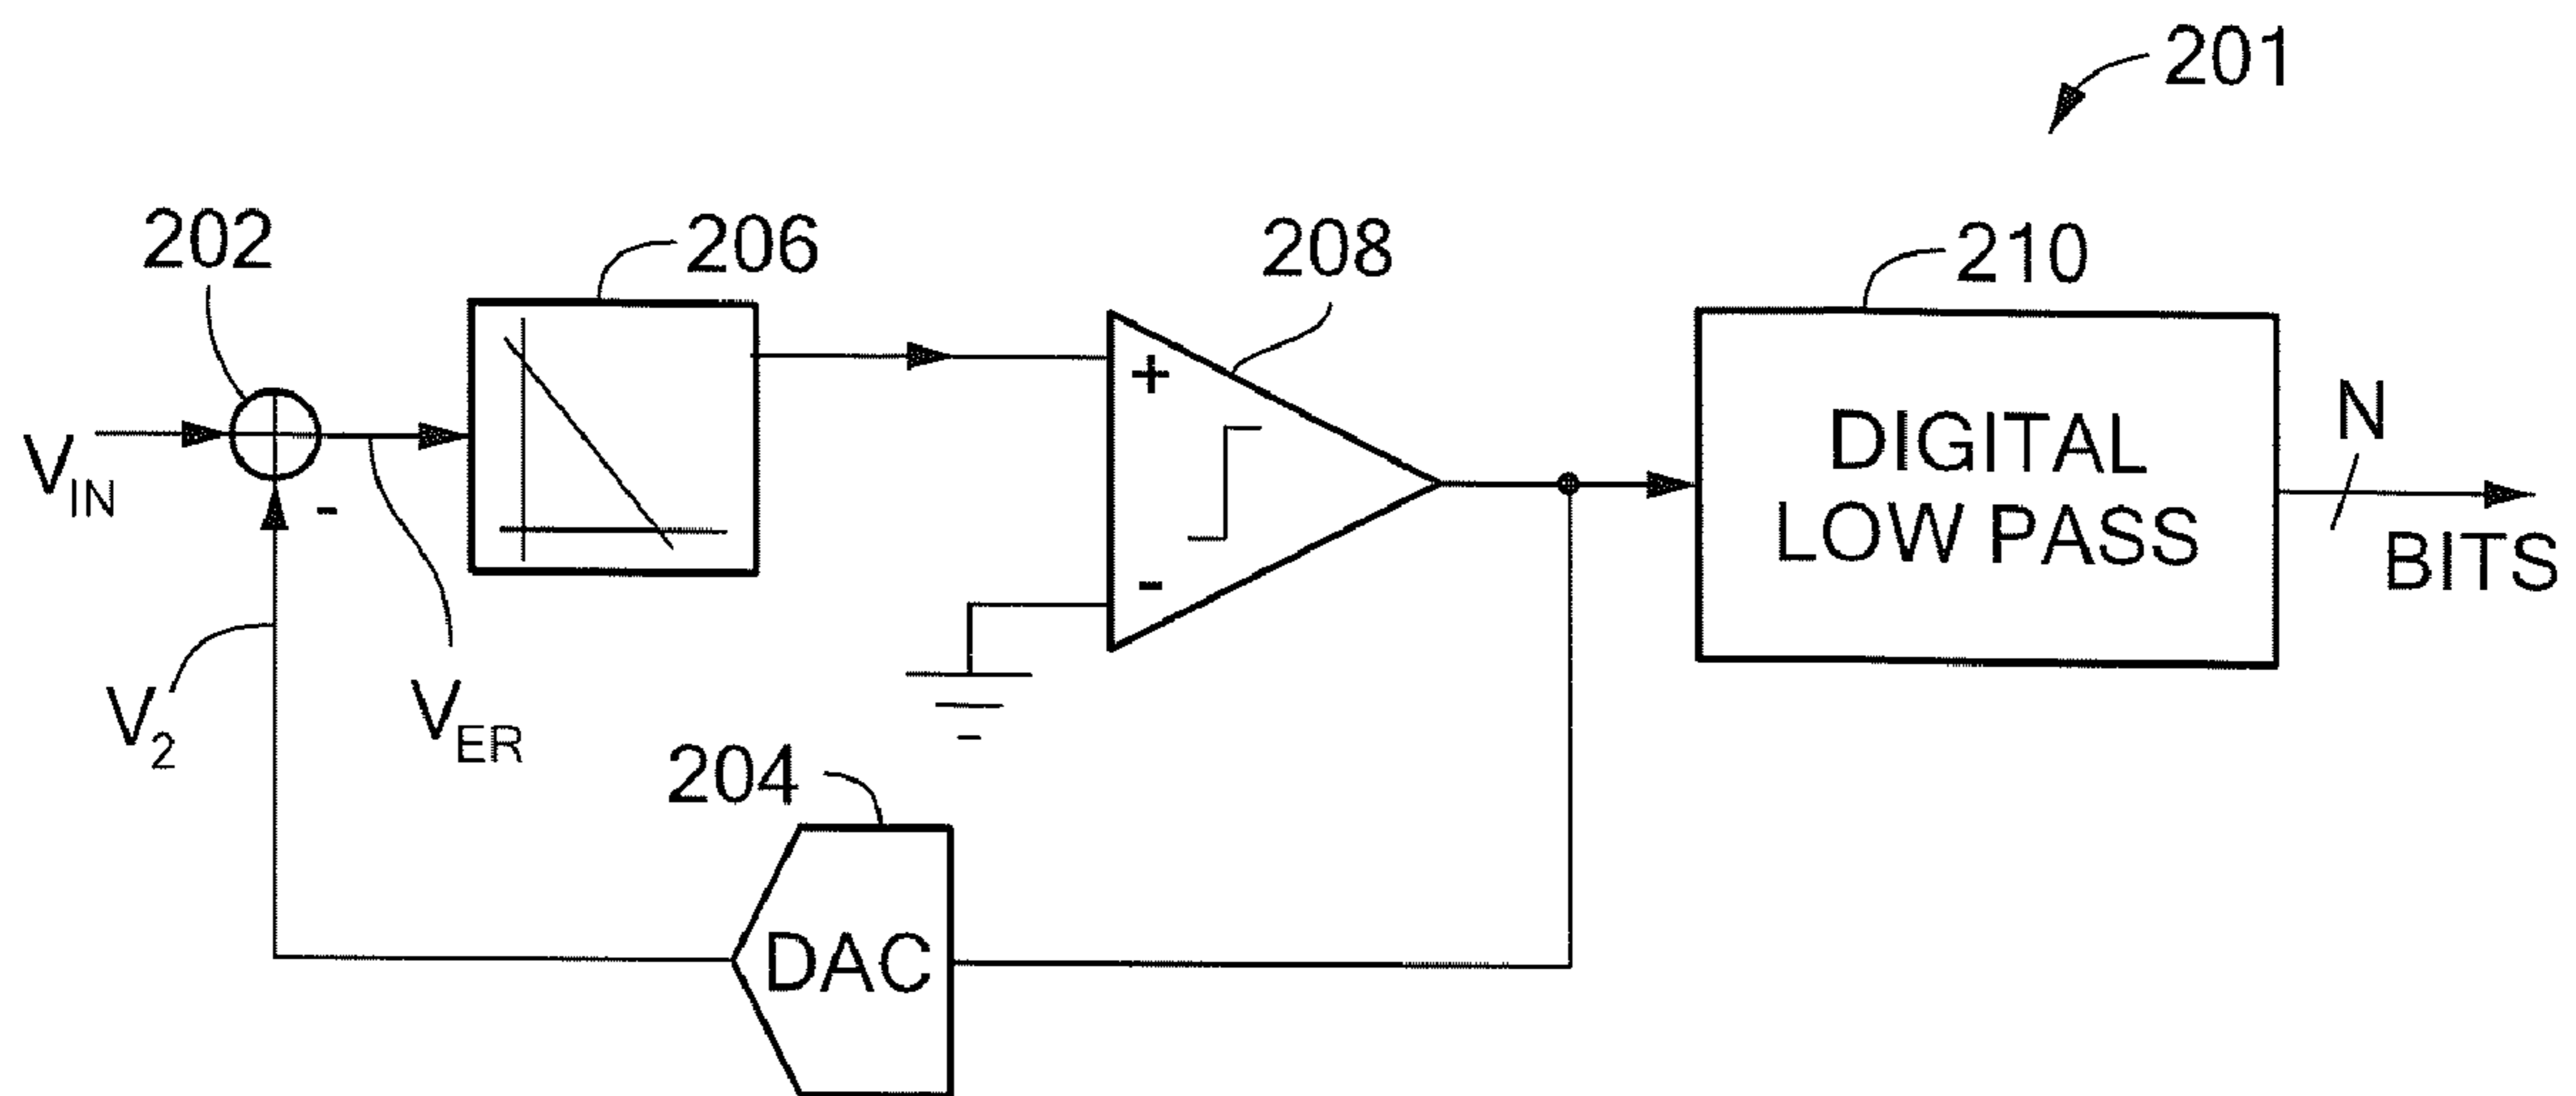 201
202
206
208
210
V_IN
+
-
-
DIGITAL
LOW PASS
N
BITS
V_2
V_ER
204
DAC